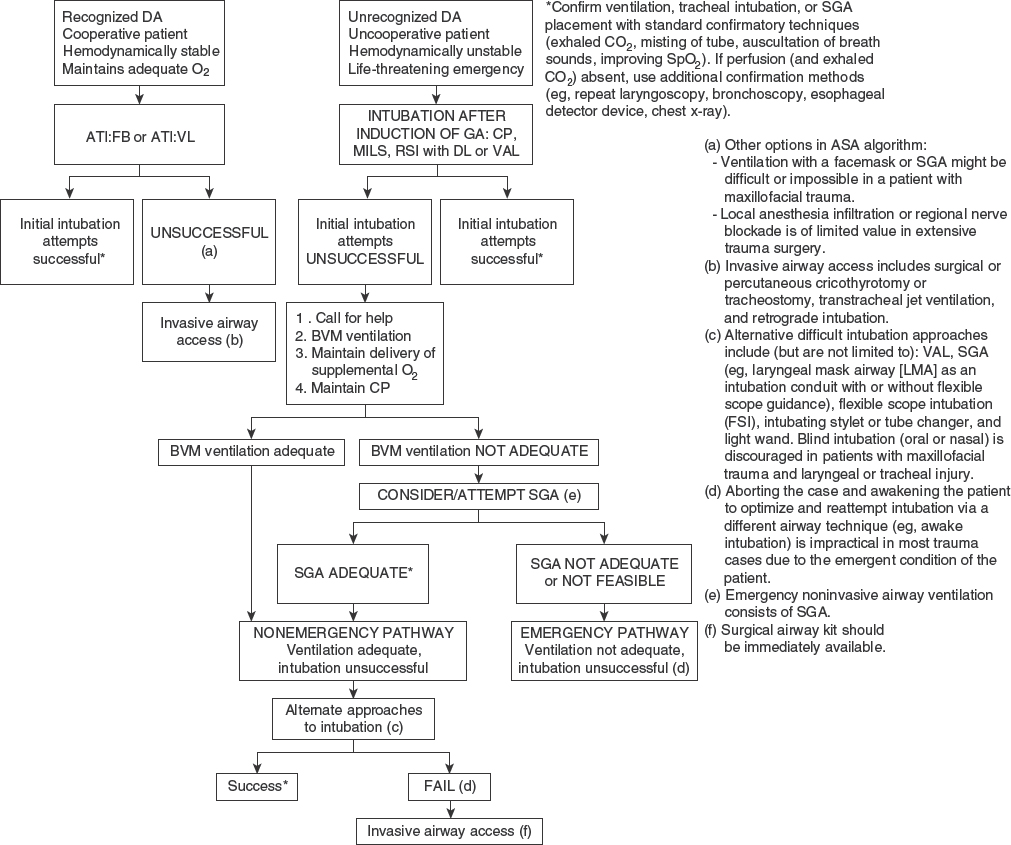 Recognized DA
Cooperative patient
Hemodynamically stable
Maintains adequate O2
Unrecognized DA
Uncooperative patient
Hemodynamically unstable
Life-threatening emergency
*Confirm ventilation, tracheal intubation, or SGA
placement with standard confirmatory techniques
(exhaled CO2, misting of tube, auscultation of breath
sounds, improving SpO2). If perfusion (and exhaled
CO2) absent, use additional confirmation methods
(eg, repeat laryngoscopy, bronchoscopy, esophageal
detector device, chest x-ray).
ATI:FB or ATI:VL
INTUBATION AFTER
INDUCTION OF GA: CP,
MILS, RSI with DL or VAL
Initial intubation
attempts
successful*
UNSUCCESSFUL
(a)
Initial intubation
attempts
UNSUCCESSFUL
Initial intubation
attempts
successful*
Invasive airway
access (b)
1 . Call for help
2. BVM ventilation
3. Maintain delivery of
supplemental O2
4. Maintain CP
BVM ventilation adequate
BVM ventilation NOT ADEQUATE
CONSIDER/ATTEMPT SGA (e)
SGA ADEQUATE*
SGA NOT ADEQUATE
or NOT FEASIBLE
NONEMERGENCY PATHWAY
Ventilation adequate,
intubation unsuccessful
EMERGENCY PATHWAY
Ventilation not adequate,
intubation unsuccessful (d)
Alternate approaches
to intubation (c)
Success*
FAIL (d)
Invasive airway access (f)
(a) Other options in ASA algorithm:
- Ventilation with a facemask or SGA might be
difficult or impossible in a patient with
maxillofacial trauma.
- Local anesthesia infiltration or regional nerve
blockade is of limited value in extensive
trauma surgery.
(b) Invasive airway access includes surgical or
percutaneous cricothyrotomy or
tracheostomy, transtracheal jet ventilation,
and retrograde intubation.
(c) Alternative difficult intubation approaches
include (but are not limited to): VAL, SGA
(eg, laryngeal mask airway [LMA] as an
intubation conduit with or without flexible
scope guidance), flexible scope intubation
(FSI), intubating stylet or tube changer, and
light wand. Blind intubation (oral or nasal) is
discouraged in patients with maxillofacial
trauma and laryngeal or tracheal injury.
(d) Aborting the case and awakening the patient
to optimize and reattempt intubation via a
different airway technique (eg, awake
intubation) is impractical in most trauma
cases due to the emergent condition of the
patient.
(e) Emergency noninvasive airway ventilation
consists of SGA.
(f) Surgical airway kit should
be immediately available.